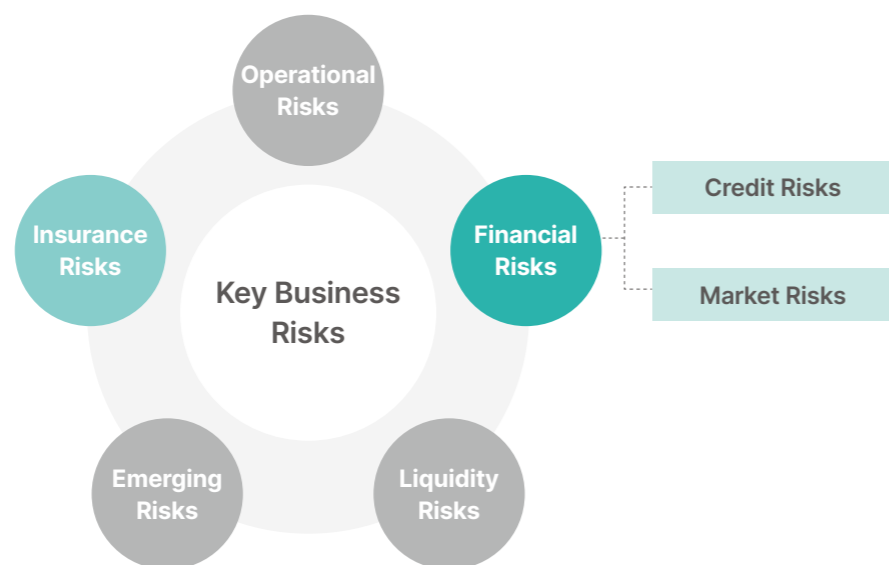 Operational
Risks
Insurance
Risks
Financial
Risks
Credit Risks
Market Risks
Key Business
Risks
Emerging
Risks
Liquidity
Risks